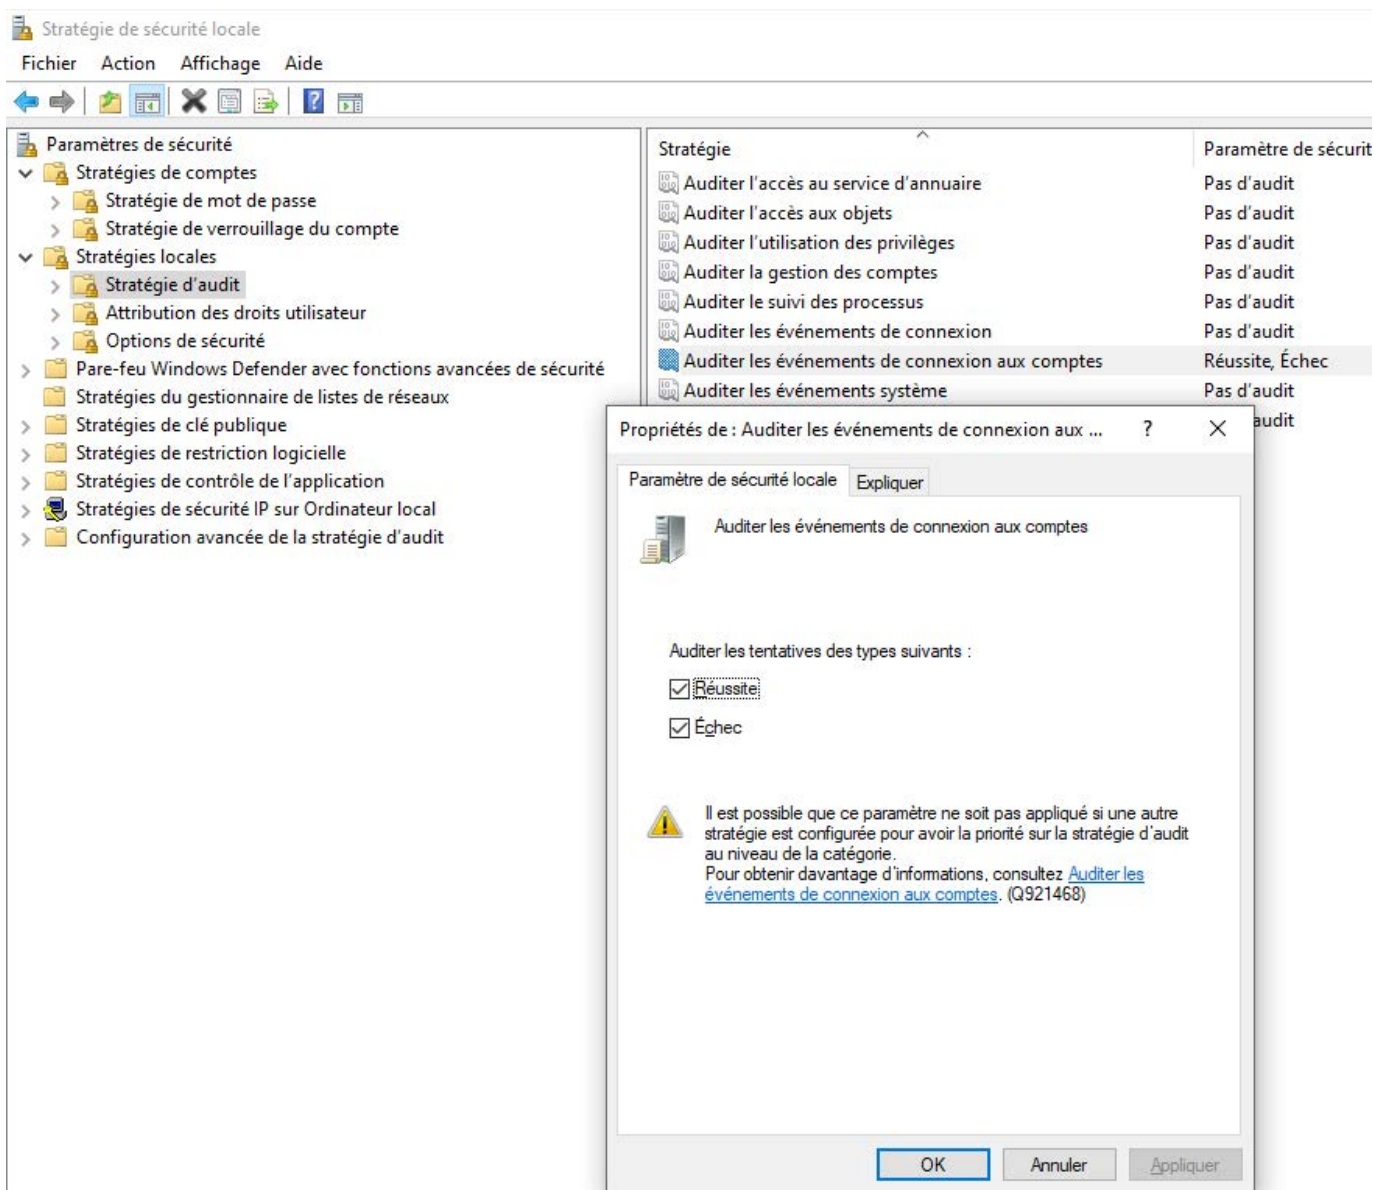 Stratégie de sécurité locale
Fichier Action Affichage Aide
Paramètres de sécurité
Stratégies de comptes
Stratégie de mot de passe
Stratégie de verrouillage du compte
Stratégies locales
Stratégie d'audit
Attribution des droits utilisateur
Options de sécurité
Pare-feu Windows Defender avec fonctions avancées de sécurité
Stratégies du gestionnaire de listes de réseaux
Stratégies de clé publique
Stratégies de restriction logicielle
Stratégies de contrôle de l'application
Stratégies de sécurité IP sur Ordinateur local
Configuration avancée de la stratégie d'audit
Stratégie Paramètre de sécurit
Auditer l'accès au service d'annuaire Pas d'audit
Auditer l'accès aux objets Pas d'audit
Auditer l'utilisation des privilèges Pas d'audit
Auditer la gestion des comptes Pas d'audit
Auditer le suivi des processus Pas d'audit
Auditer les événements de connexion Pas d'audit
Auditer les événements de connexion aux comptes Réussite, Échec
Auditer les événements système Pas d'audit
audit
Propriétés de : Auditer les événements de connexion aux ... ?
Paramètre de sécurité locale Expliquer
Auditer les événements de connexion aux comptes
Auditer les tentatives des types suivants :
Réussite
Échec
Il est possible que ce paramètre ne soit pas appliqué si une autre
stratégie est configurée pour avoir la priorité sur la stratégie d'audit
au niveau de la catégorie.
Pour obtenir davantage d'informations, consultez Auditer les
événements de connexion aux comptes. (Q921468)
OK Annuler Appliquer